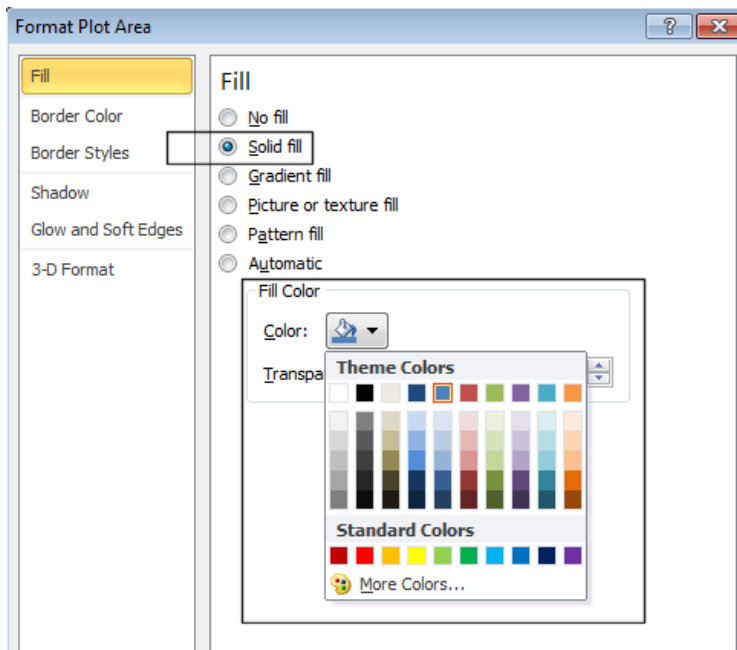 Format Plot Area
Fill
Border Color
Border Styles
Shadow
Glow and Soft Edges
3-D Format
Fill
No fill
Solid fill
Gradient fill
Picture or texture fill
Pattern fill
Automatic
Fill Color
Color:
Transpa
Theme Colors
Standard Colors
More Colors...